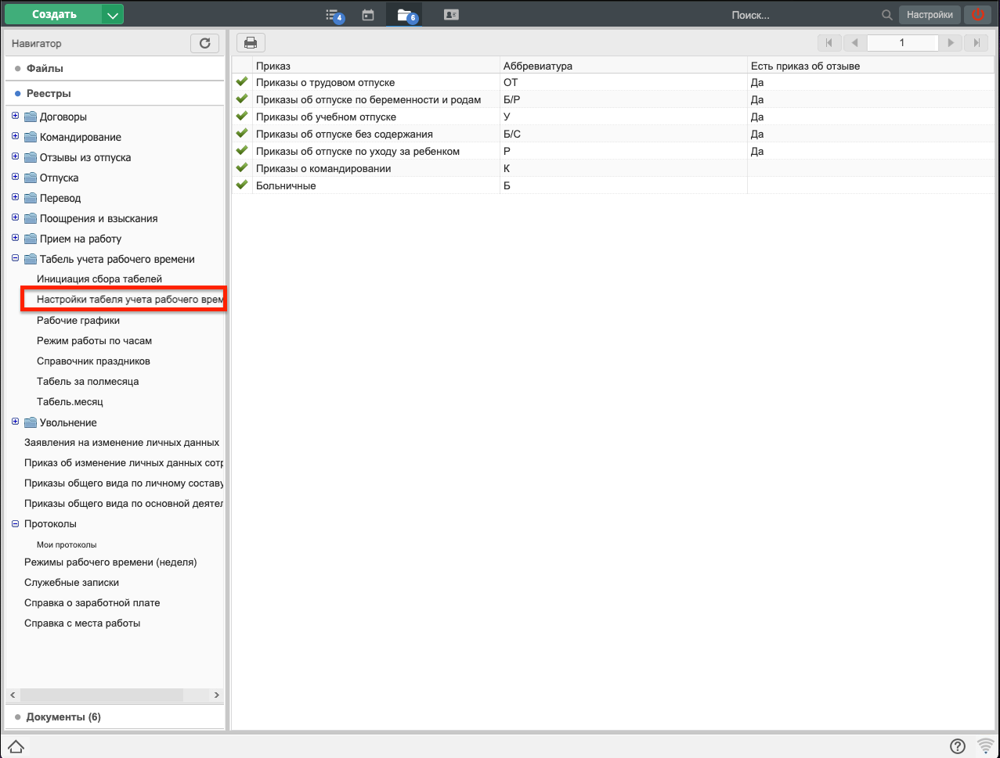 Создать
4
6
Поиск...
Настройки
Навигатор
1
Файлы
Реестры
Договоры
Командирование
Отзывы из отпуска
Отпуска
Перевод
Поощрения и взыскания
Прием на работу
Табель учета рабочего времени
Инициация сбора табелей
Настройки табеля учета рабочего врем
Рабочие графики
Режим работы по часам
Справочник праздников
Табель за полмесяца
Табель.месяц
Увольнение
Заявления на изменение личных данных
Приказ об изменение личных данных сотр
Приказы общего вида по личному составу
Приказы общего вида по основной деятел
Протоколы
Мои протоколы
Режимы рабочего времени (неделя)
Служебные записки
Справка о заработной плате
Справка с места работы
Документы (6)
Приказ Аббревиатура Есть приказ об отзыве
Приказы о трудовом отпуске ОТ Да
Приказы об отпуске по беременности и родам Б/Р Да
Приказы об учебном отпуске У Да
Приказы об отпуске без содержания Б/С Да
Приказы об отпуске по уходу за ребенком Р Да
Приказы о командировании К
Больничные Б